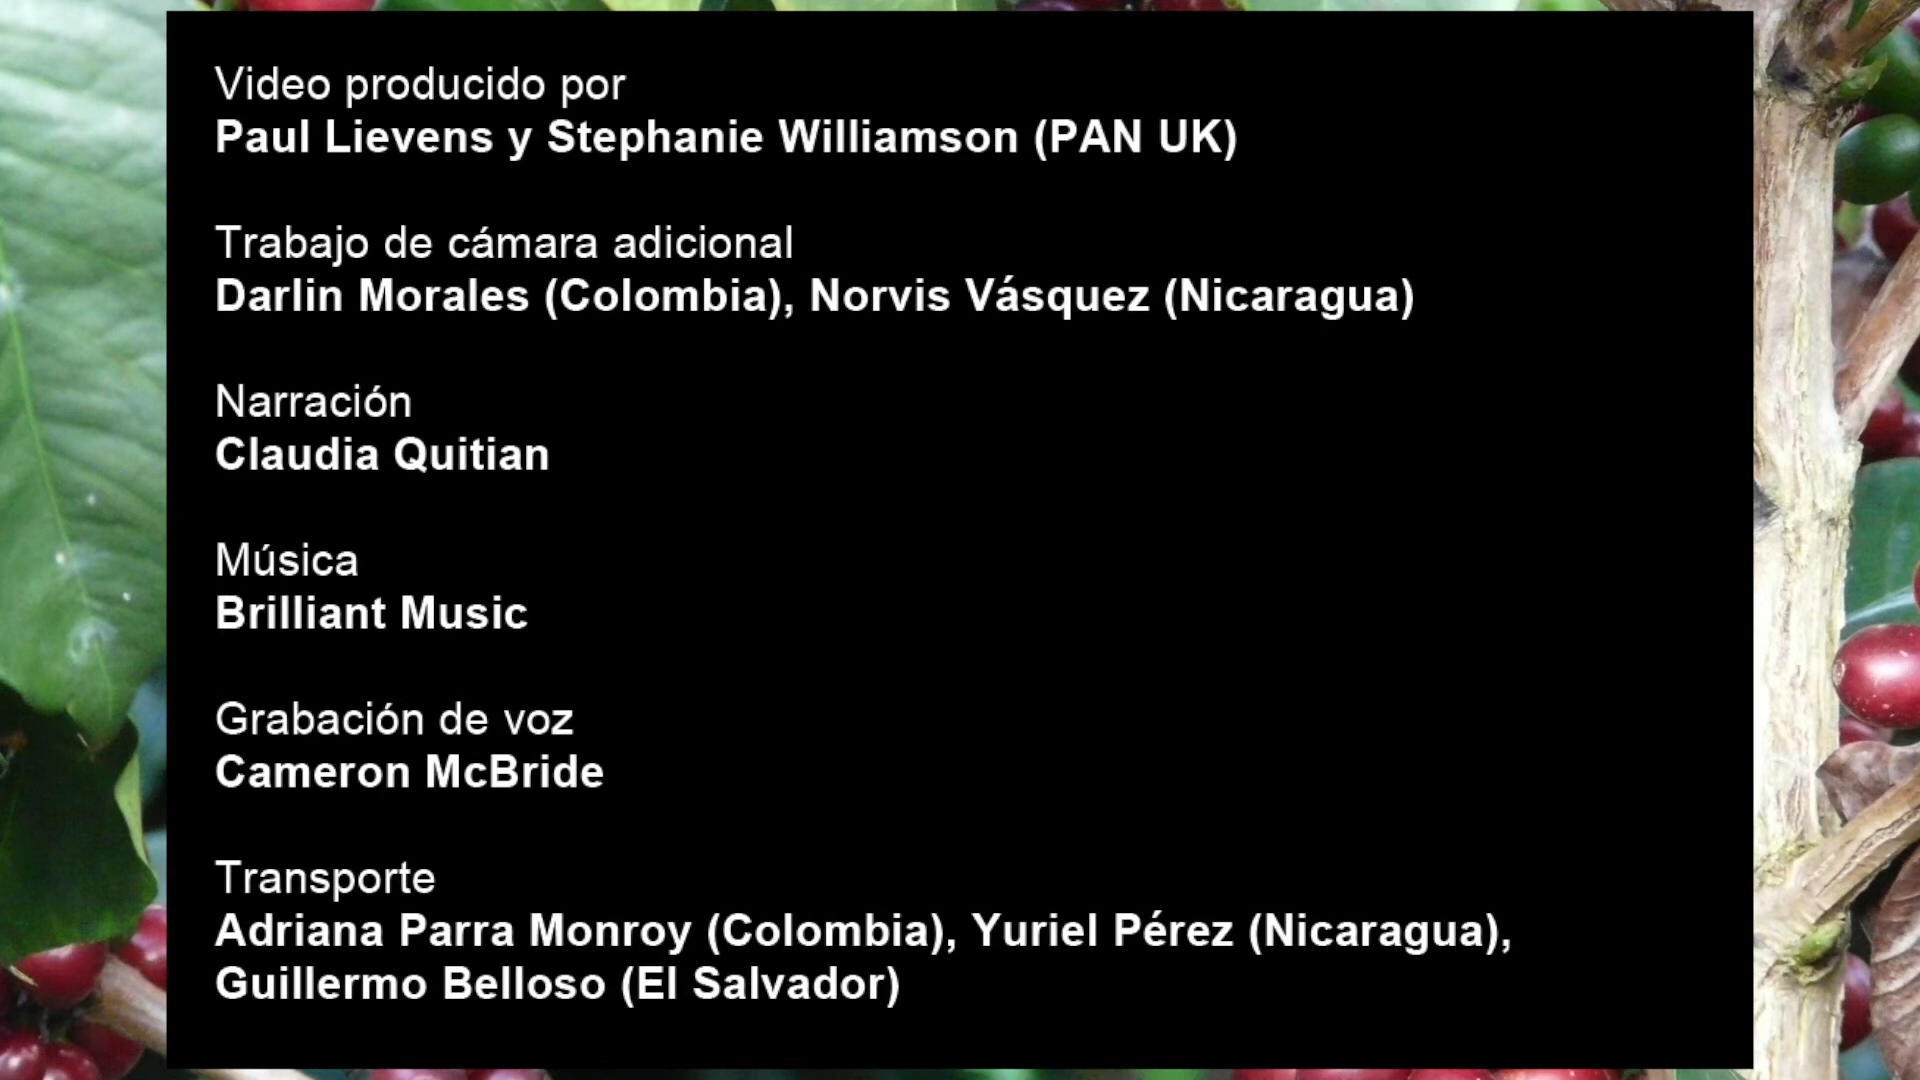 Video producido por
Paul Lievens y Stephanie Williamson (PAN UK)
Trabajo de cámara adicional
Darlin Morales (Colombia), Norvis Vásquez (Nicaragua)
Narración
Claudia Quitian
Música
Brilliant Music
Grabación de voz
Cameron McBride
Transporte
Adriana Parra Monroy (Colombia), Yuriel Pérez (Nicaragua),
Guillermo Belloso (El Salvador)